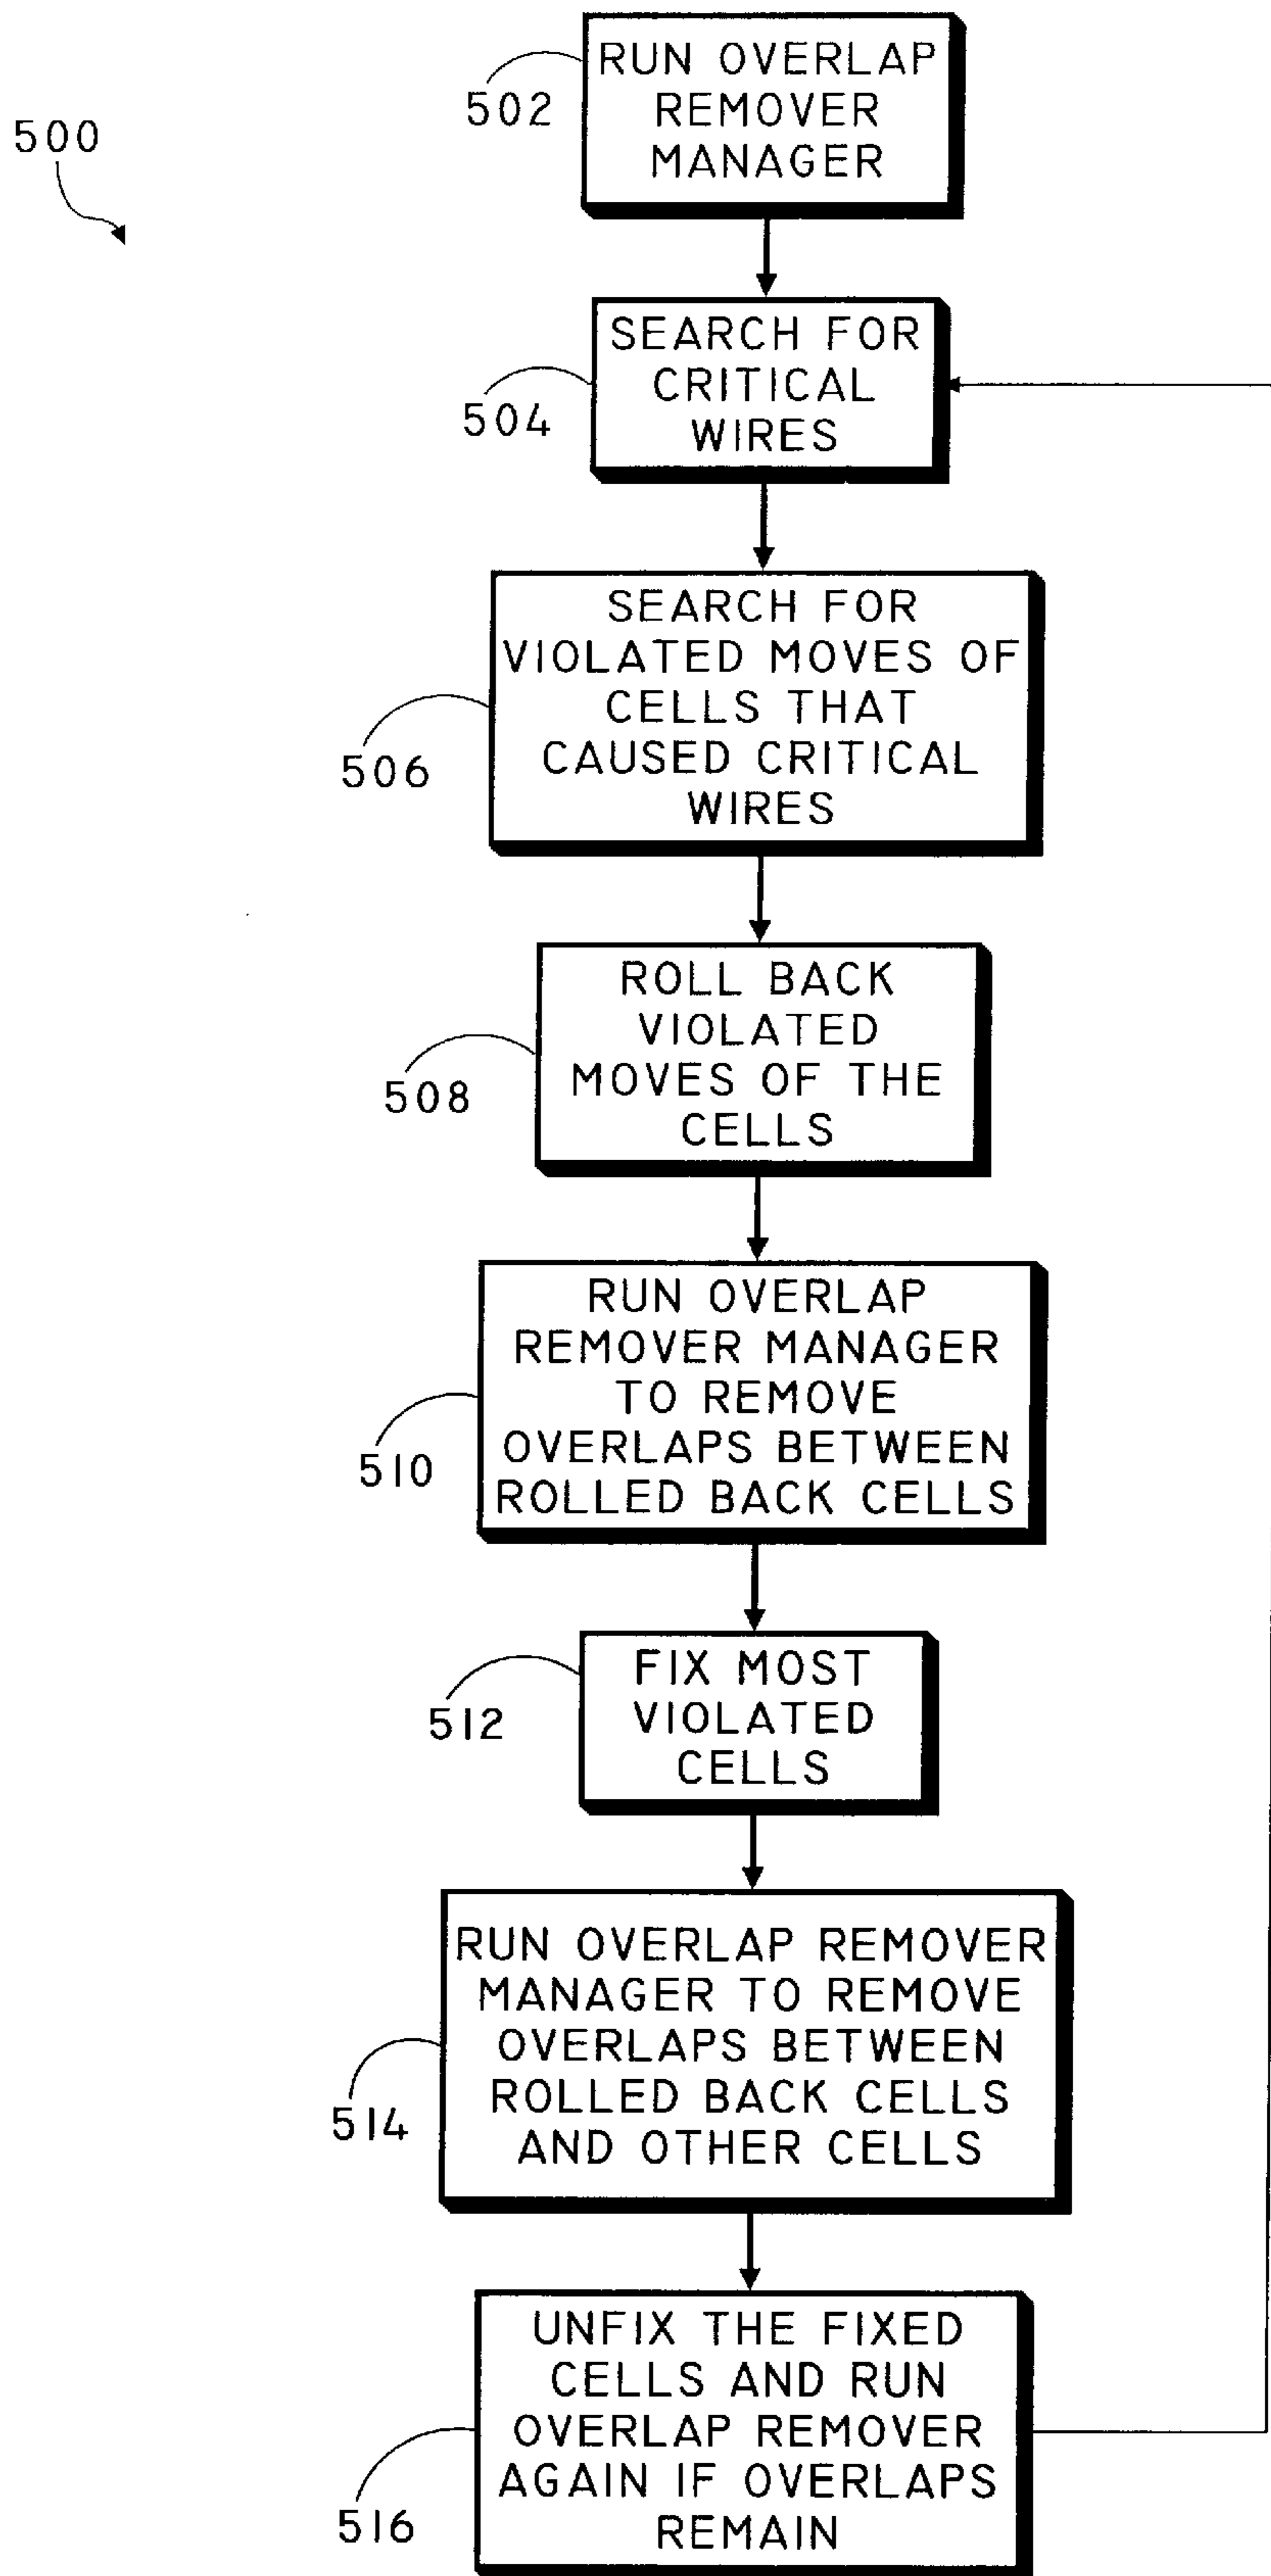 500
502
RUN OVERLAP
REMOVER
MANAGER
504
SEARCH FOR
CRITICAL
WIRES
506
SEARCH FOR
VIOLATED MOVES OF
CELLS THAT
CAUSED CRITICAL
WIRES
508
ROLL BACK
VIOLATED
MOVES OF THE
CELLS
510
RUN OVERLAP
REMOVER MANAGER
TO REMOVE
OVERLAPS BETWEEN
ROLLED BACK CELLS
512
FIX MOST
VIOLATED
CELLS
514
RUN OVERLAP REMOVER
MANAGER TO REMOVE
OVERLAPS BETWEEN
ROLLED BACK CELLS
AND OTHER CELLS
516
UNFIX THE FIXED
CELLS AND RUN
OVERLAP REMOVER
AGAIN IF OVERLAPS
REMAIN